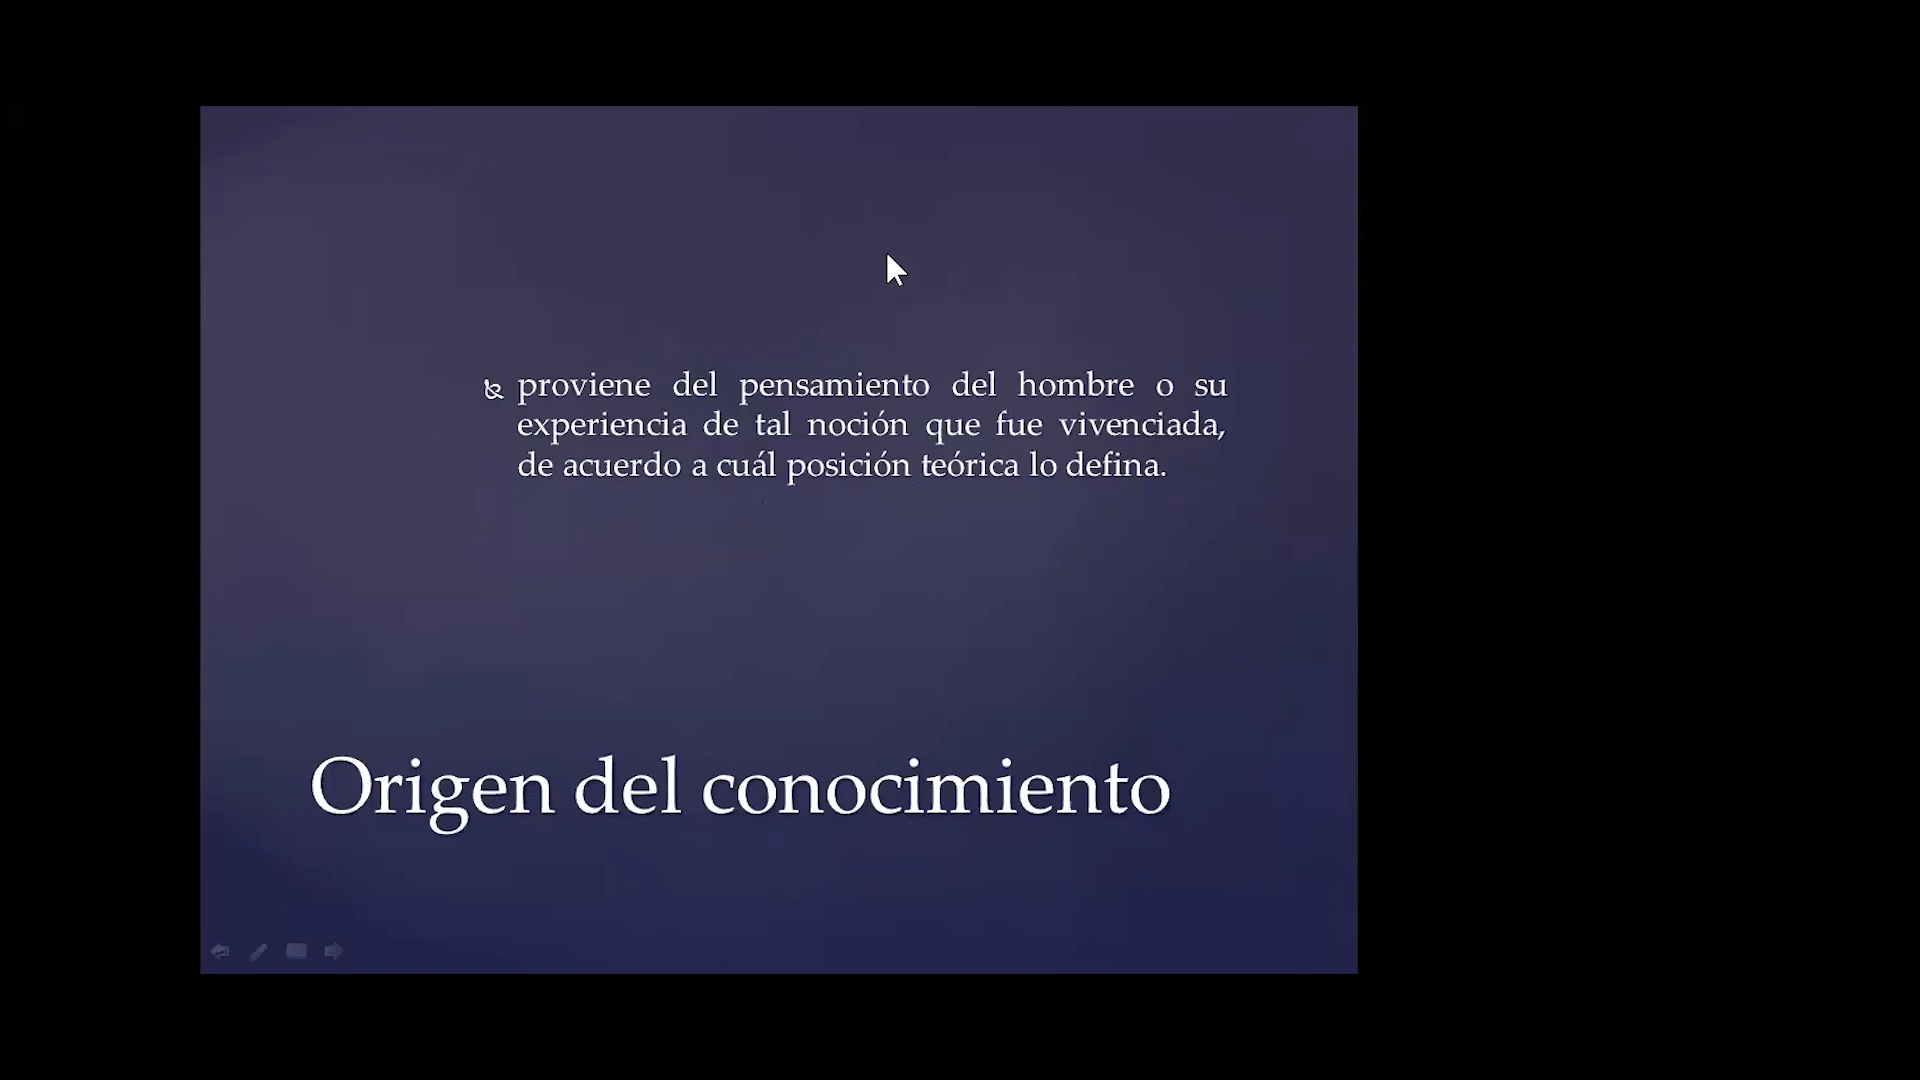 proviene del pensamiento del hombre o su
experiencia de tal noción que fue vivenciada,
de acuerdo a cuál posición teórica lo defina.
Origen del conocimiento